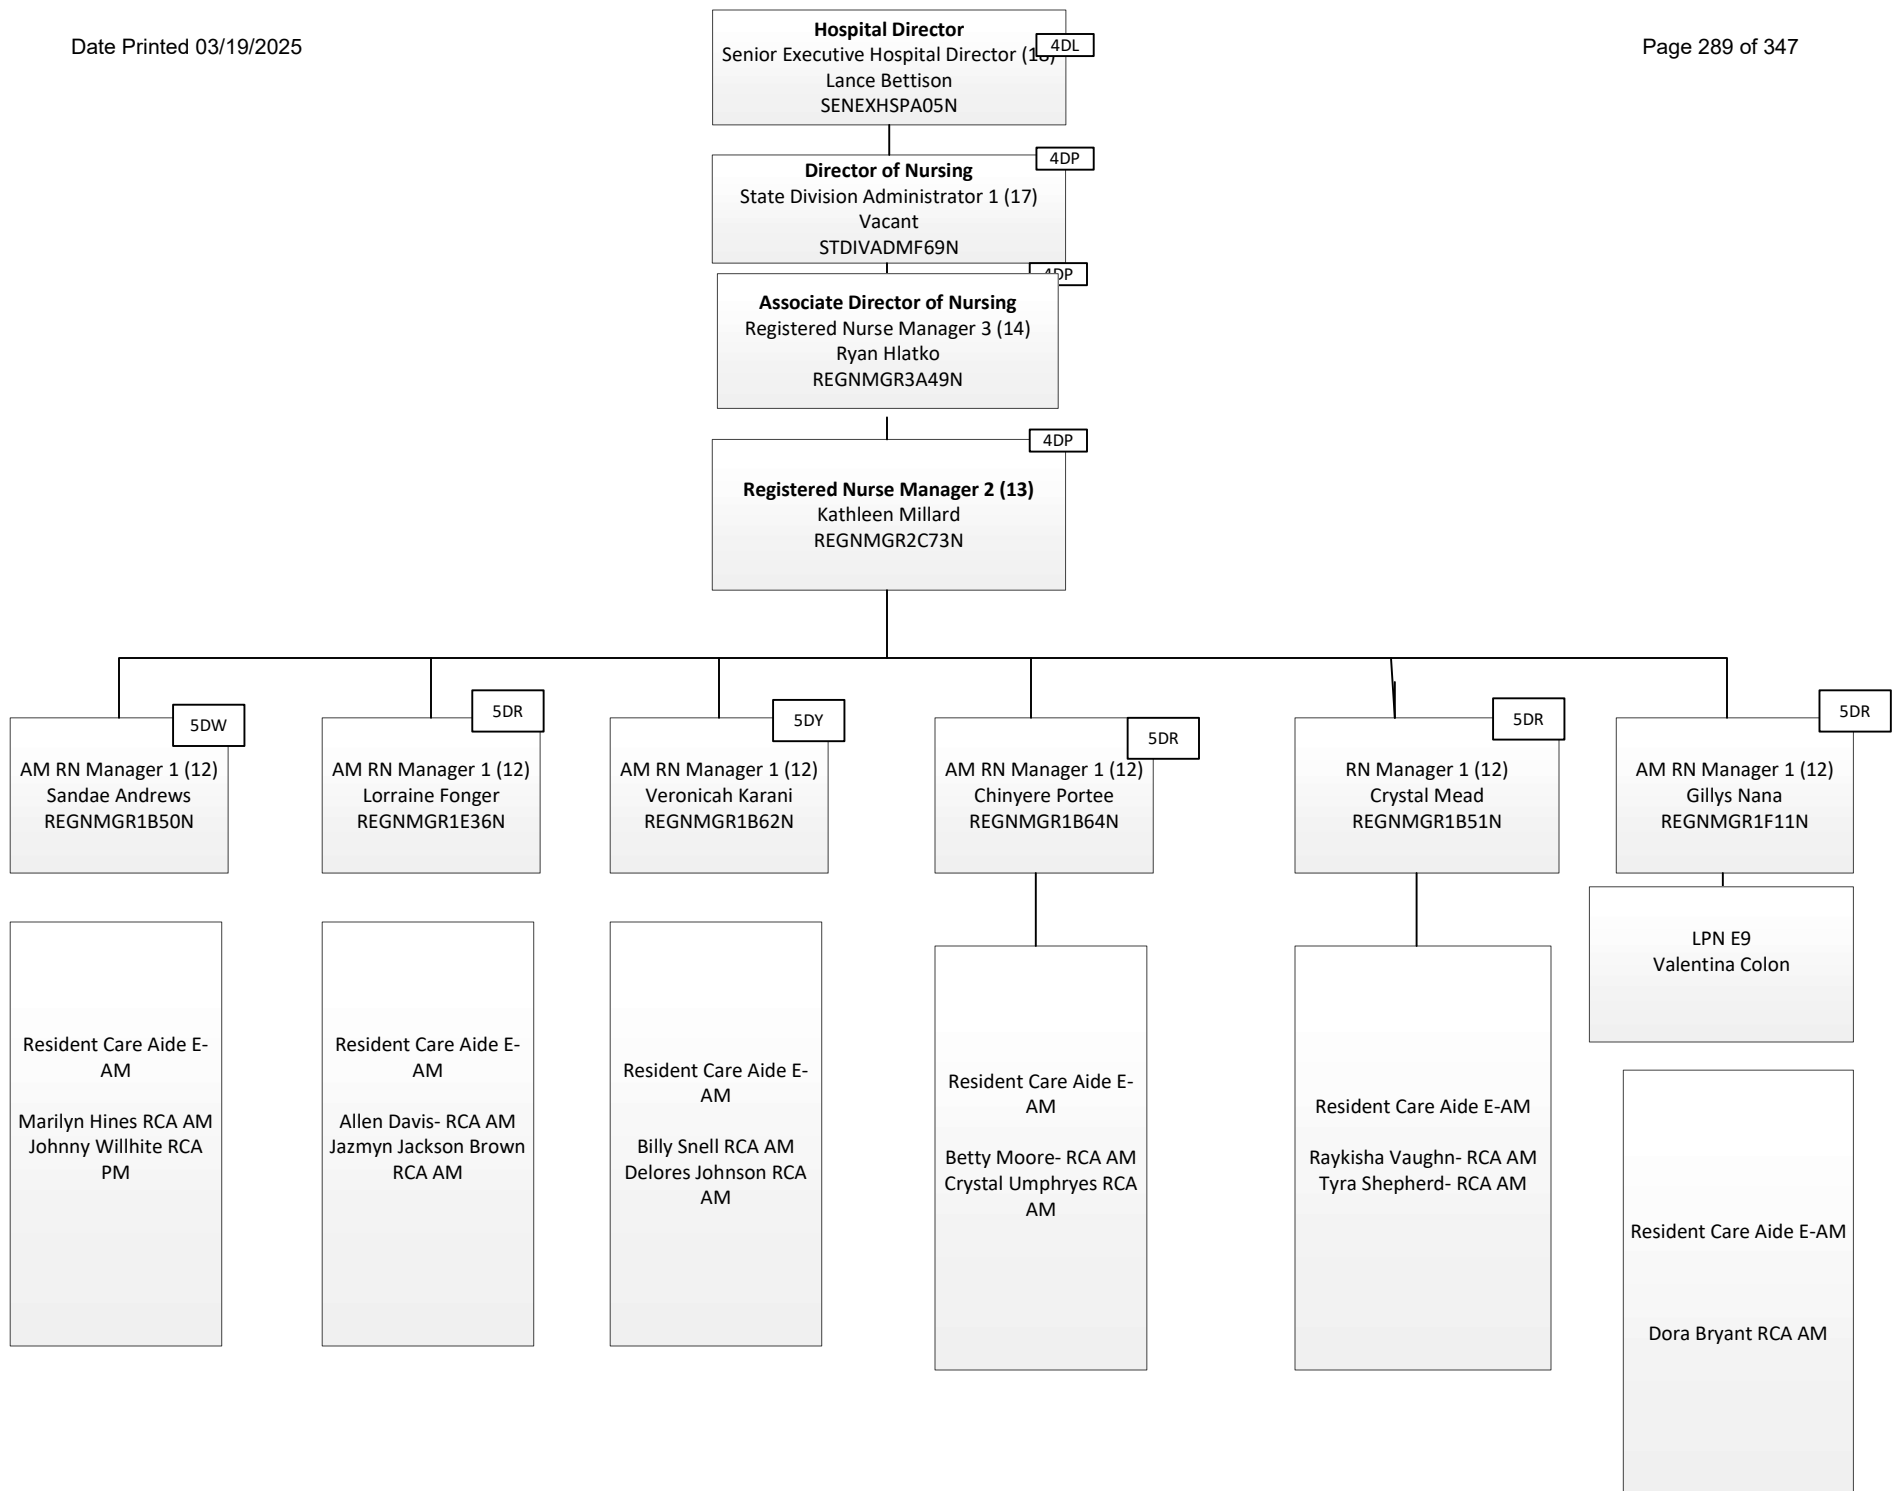 Date Printed 03/19/2025
Page 289 of 347
Hospital Director
4DL
Senior Executive Hospital Director
Lance Bettison
SENEXHSPA05N
4DP
Director of Nursing
State Division Administrator 1 (17)
Vacant
STDIVADMF69N
4DP
Associate Director of Nursing
Registered Nurse Manager 3 (14)
Ryan Hlatko
REGNMGR3A49N
4DP
Registered Nurse Manager 2 (13)
Kathleen Millard
REGNMGR2C73N
5DW
AM RN Manager 1 (12)
Sandae Andrews
REGNMGR1B50N
5DR
AM RN Manager 1 (12)
Lorraine Fonger
REGNMGR1E36N
5DY
AM RN Manager 1 (12)
Veronicah Karani
REGNMGR1B62N
5DR
AM RN Manager 1 (12)
Chinyere Portee
REGNMGR1B64N
5DR
RN Manager 1 (12)
Crystal Mead
REGNMGR1B51N
5DR
AM RN Manager 1 (12)
Gillys Nana
REGNMGR1F11N
Resident Care Aide E-
AM
Marilyn Hines RCA AM
Johnny Willhite RCA
PM
Resident Care Aide E-
AM
Allen Davis- RCA AM
Jazmyn Jackson Brown
RCA AM
Resident Care Aide E-
AM
Billy Snell RCA AM
Delores Johnson RCA
AM
Resident Care Aide E-
AM
Betty Moore- RCA AM
Crystal Umphryes RCA
AM
Resident Care Aide E-AM
Raykisha Vaughn- RCA AM
Tyra Shepherd- RCA AM
LPN E9
Valentina Colon
Resident Care Aide E-AM
Dora Bryant RCA AM